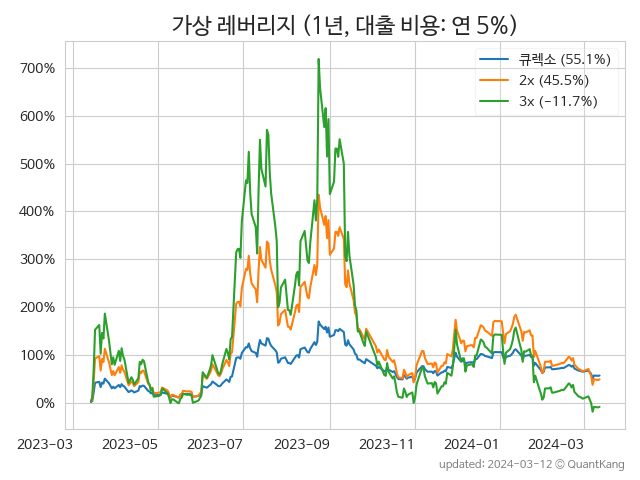 가상 레버리지 (1년, 대출 비용: 연 5%)
큐렉소 (55.1%)
2x (45.5%)
3x (−11.7%)
700%
600%
500%
400%
300%
200%
100%
0%
2023-03 2023-05 2023-07 2023-09 2023-11 2024-01 2024-03
updated: 2024-03-12 © QuantKang